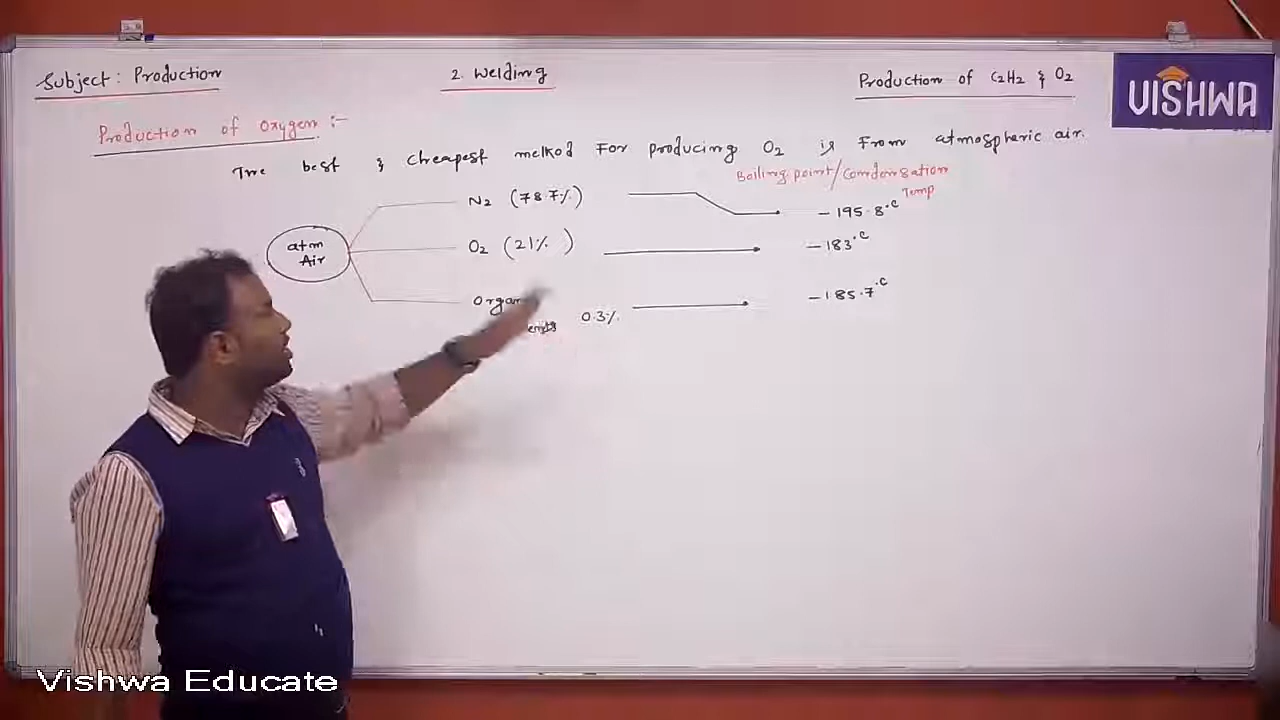 Subject: Production
2. Welding
Production of C2H2 & O2
VISHWA
Production of Oxygen :-
The best & cheapest method For producing O2 is From atmospheric air.
Boiling point/Condensation
Temp
N2 (78.7%) -195.8°C
atm
Air
O2 (21%) -183°C
-185.7°C
0.3%
Vishwa Educate